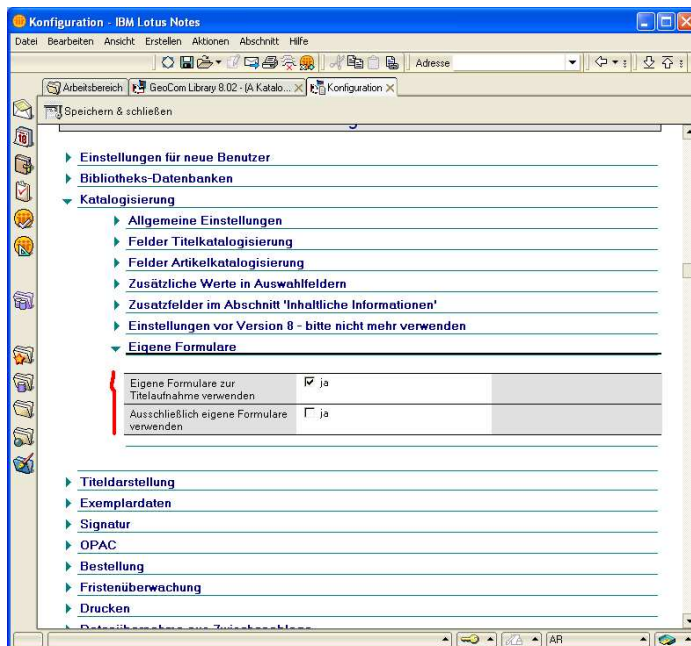 Konfiguration - IBM Lotus Notes
Datei Bearbeiten Ansicht Erstellen Aktionen Abschnitt Hilfe
Adresse
Arbeitsbereich GeoCom Library 8.02 - (A Katalo... Konfiguration
Speichern & schließen
Einstellungen für neue Benutzer
Bibliotheks-Datenbanken
Katalogisierung
Allgemeine Einstellungen
Felder Titelkatalogisierung
Felder Artikelkatalogisierung
Zusätzliche Werte in Auswahlfeldern
Zusatzfelder im Abschnitt 'Inhaltliche Informationen'
Einstellungen vor Version 8 - bitte nicht mehr verwenden
Eigene Formulare
Eigene Formulare zur ja
Titelaufnahme verwenden
Ausschließlich eigene Formulare ja
verwenden
Titeldarstellung
Exemplardaten
Signatur
OPAC
Bestellung
Fristenüberwachung
Drucken
Datenübernahme aus Zwischenablage
AR